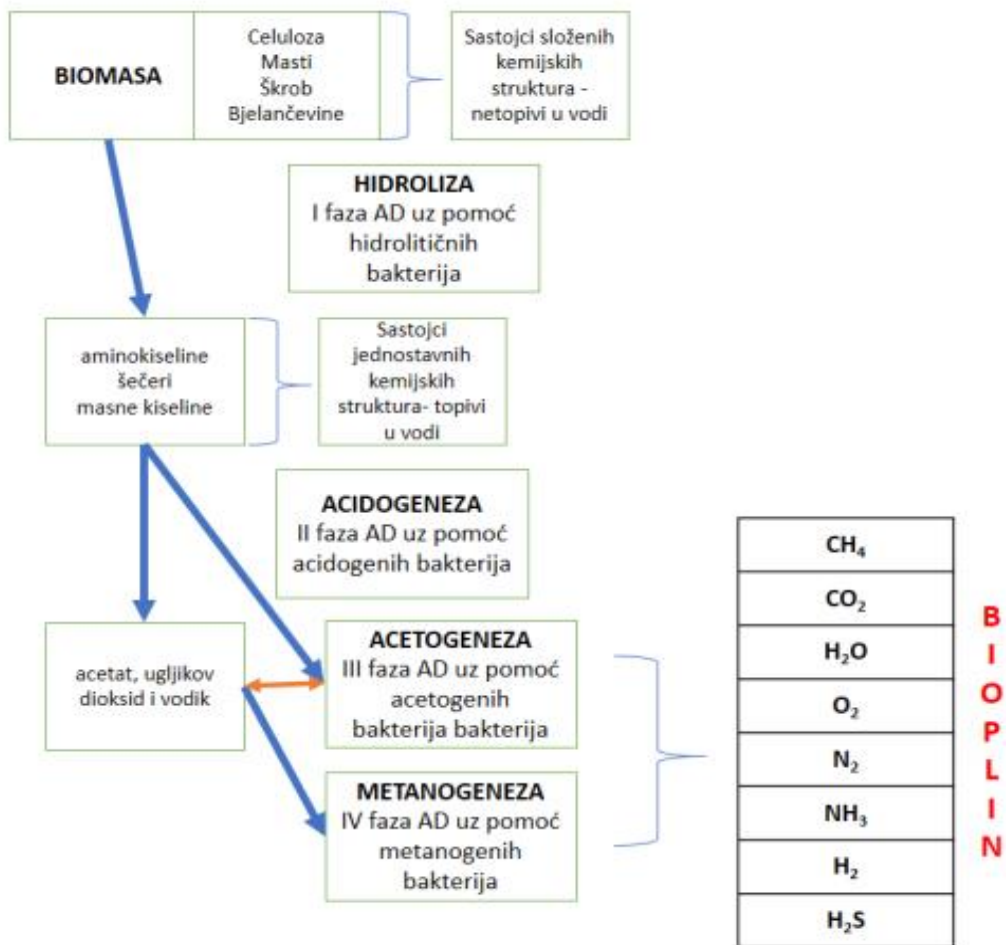 BIOMASA
Celuloza
Masti
Škrob
Bjelančevine
Sastojci složenih
kemijskih
struktura -
netopivi u vodi
HIDROLIZA
I faza AD uz pomoć
hidrolitičnih
bakterija
aminokiseline
šečeri
masne kiseline
Sastojci
jednostavnih
kemijskih
struktura- topivi
u vodi
ACIDOGENEZA
II faza AD uz pomoć
acidogenih bakterija
acetat, ugljikov
dioksid i vodik
ACETOGENEZA
III faza AD uz pomoć
acetogenih
bakterija bakterija
METANOGENEZA
IV faza AD uz pomoć
metanogenih
bakterija
CH₄
CO₂
H₂O
O₂
N₂
NH₃
H₂
H₂S
BIOPLIN